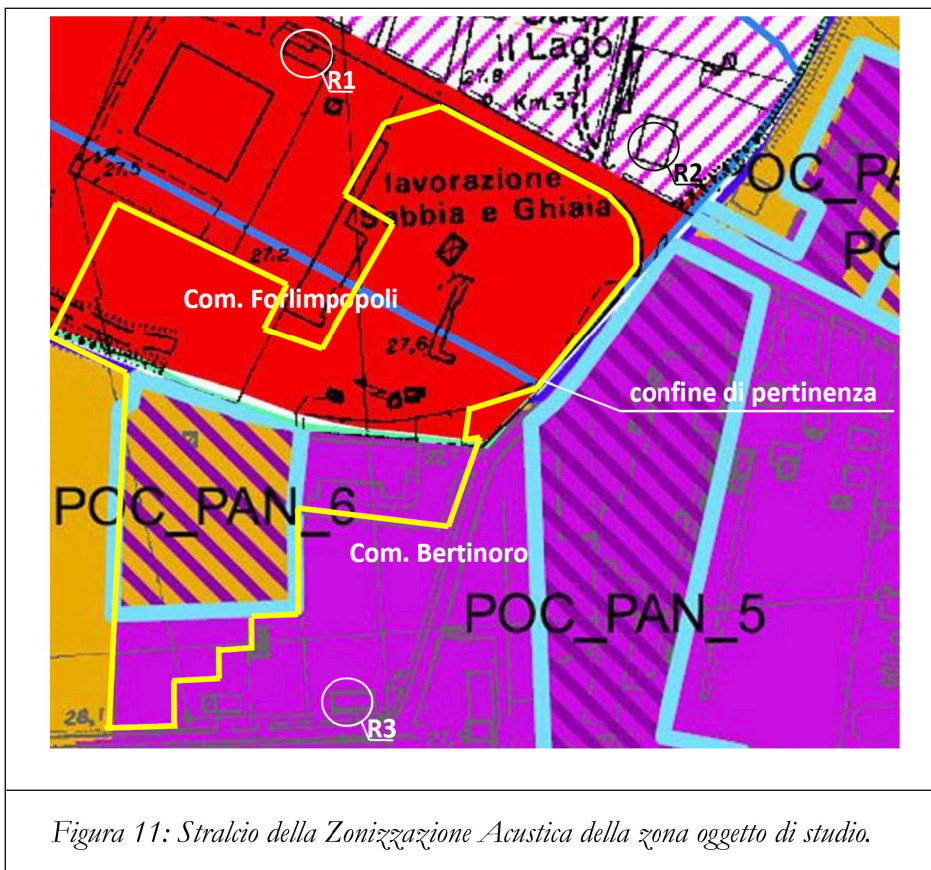 il Lago
R1
27.8
Km. 37
R2
27.5
lavorazione
Sabbia e Ghiaia
OC_PA
27.2
Com. Forlimpopoli
27.6
confine di pertinenza
POC_PAN_6
Com. Bertinoro
POC_PAN_5
R3
Figura 11: Stralcio della Zonizzazione Acustica della zona oggetto di studio.